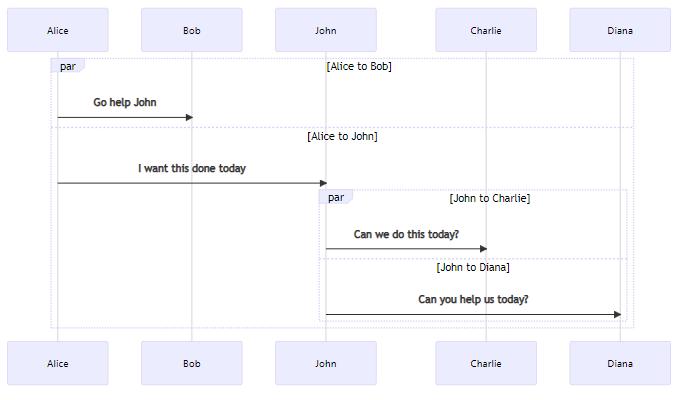 Alice Bob John Charlie Diana
par [Alice to Bob]
Go help John
[Alice to John]
I want this done today
par [John to Charlie]
Can we do this today?
[John to Diana]
Can you help us today?
Alice Bob John Charlie Diana